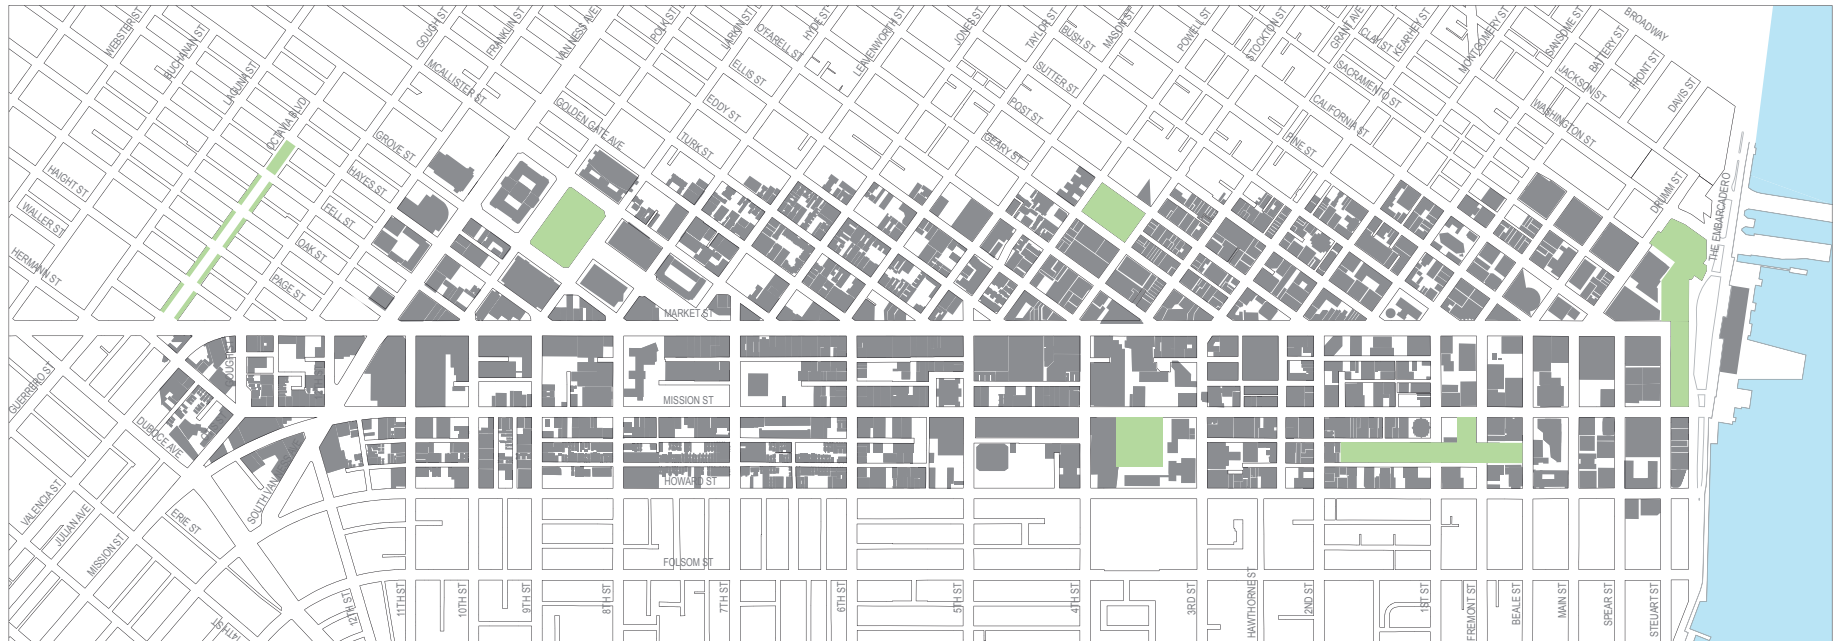 WEBSTER ST
BUCHANAN ST
LAGUNA ST
OCTAVIA BLVD
GOUGH ST
FRANKLIN ST
VAN NESS AVE
POLK ST
LARKIN ST
HYDE ST
LEAVENWORTH ST
JONES ST
TAYLOR ST
MASON ST
POWELL ST
STOCKTON ST
GRANT AVE
KEARHEY ST
MONTGOMERY ST
SANSOME ST
BATTERY ST
FRONT ST
DAVIS ST
DRUMM ST
THE EMBARCADERO
BROADWAY
JACKSON ST
WASHINGTON ST
CLAY ST
SACRAMENTO ST
CALIFORNIA ST
PINE ST
BUSH ST
SUTTER ST
POST ST
GEARY ST
O'FARELL ST
ELLIS ST
EDDY ST
TURK ST
GOLDEN GATE AVE
MCALLISTER ST
GROVE ST
HAYES ST
FELL ST
OAK ST
PAGE ST
HAIGHT ST
WALLER ST
HERMANN ST
MARKET ST
GOUGH ST
MISSION ST
HOWARD ST
FOLSOM ST
GUERRERO ST
DUBOCE AVE
VALENCIA ST
JULIAN AVE
MISSION ST
ERIE ST
14TH ST
SOUTH VAN NESS AVE
12TH ST
11TH ST
10TH ST
9TH ST
8TH ST
7TH ST
6TH ST
5TH ST
4TH ST
3RD ST
HAWTHORNE ST
2ND ST
1ST ST
FREMONT ST
BEALE ST
MAIN ST
SPEAR ST
STEUART ST